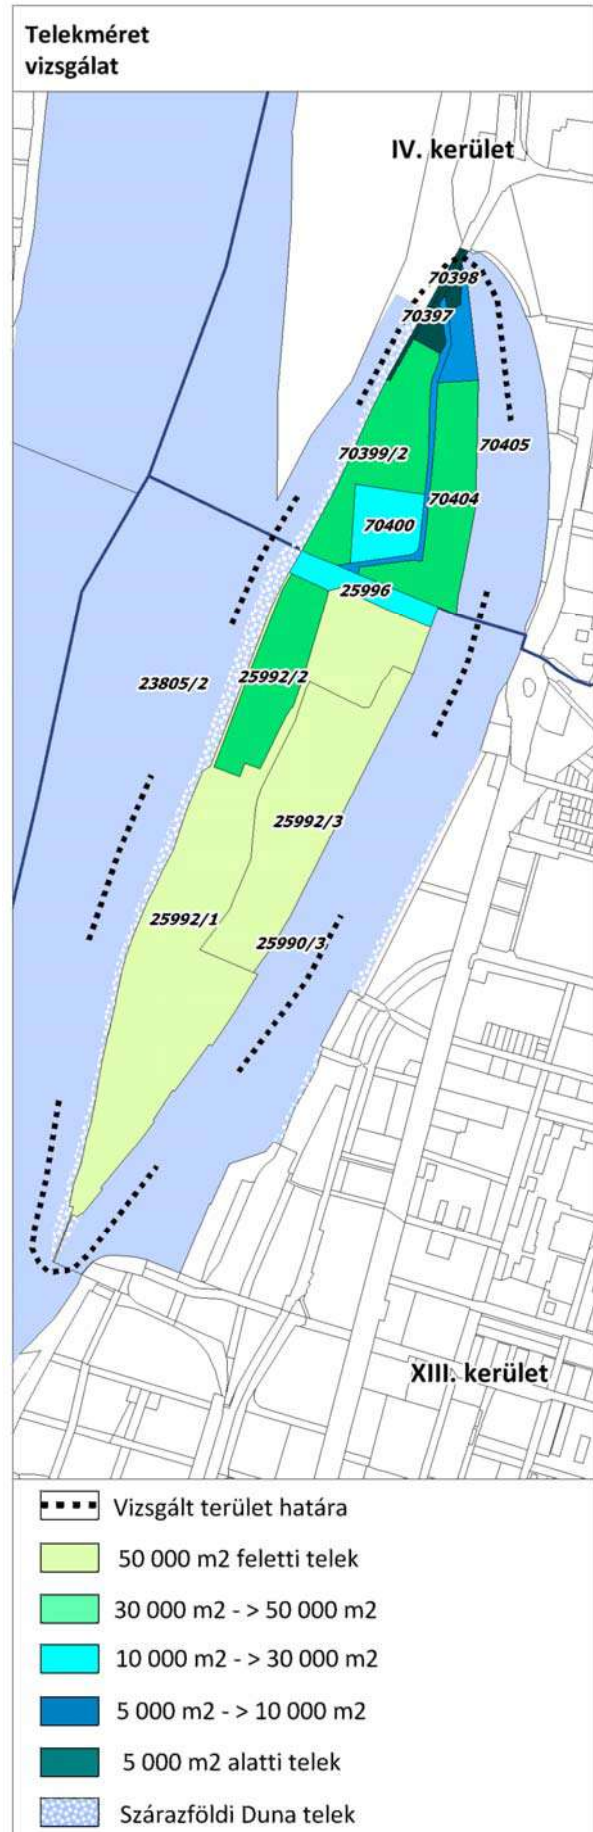 Telekméret
vizsgálat
IV. kerület
70398
70397
70405
70399/2
70404
70400
25996
25992/2
23805/2
25992/3
25992/1
25990/3
XIII. kerület
Vizsgált terület határa
50 000 m2 feletti telek
30 000 m2 - > 50 000 m2
10 000 m2 - > 30 000 m2
5 000 m2 - > 10 000 m2
5 000 m2 alatti telek
Szárazföldi Duna telek